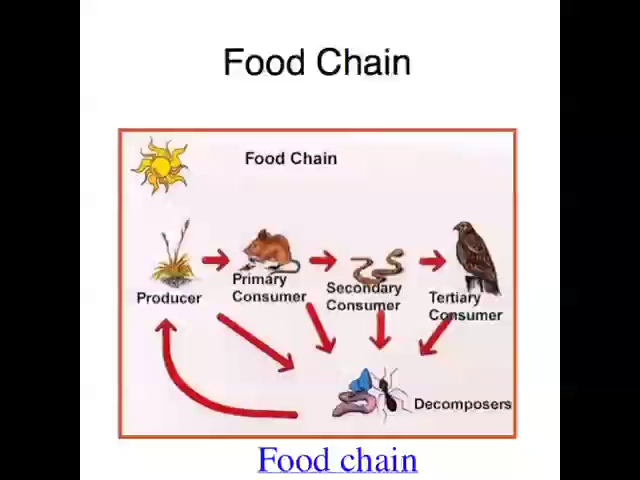 Food Chain
Food Chain
Producer
Primary
Consumer
Secondary
Consumer
Tertiary
Consumer
Decomposers
Food chain